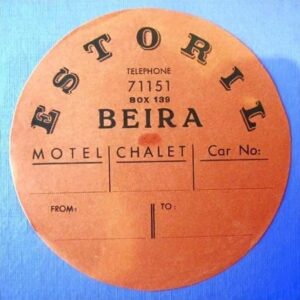 ESTORIL
TELEPHONE
71151
BOX 139
BEIRA
MOTEL CHALET Car No:
FROM: TO: